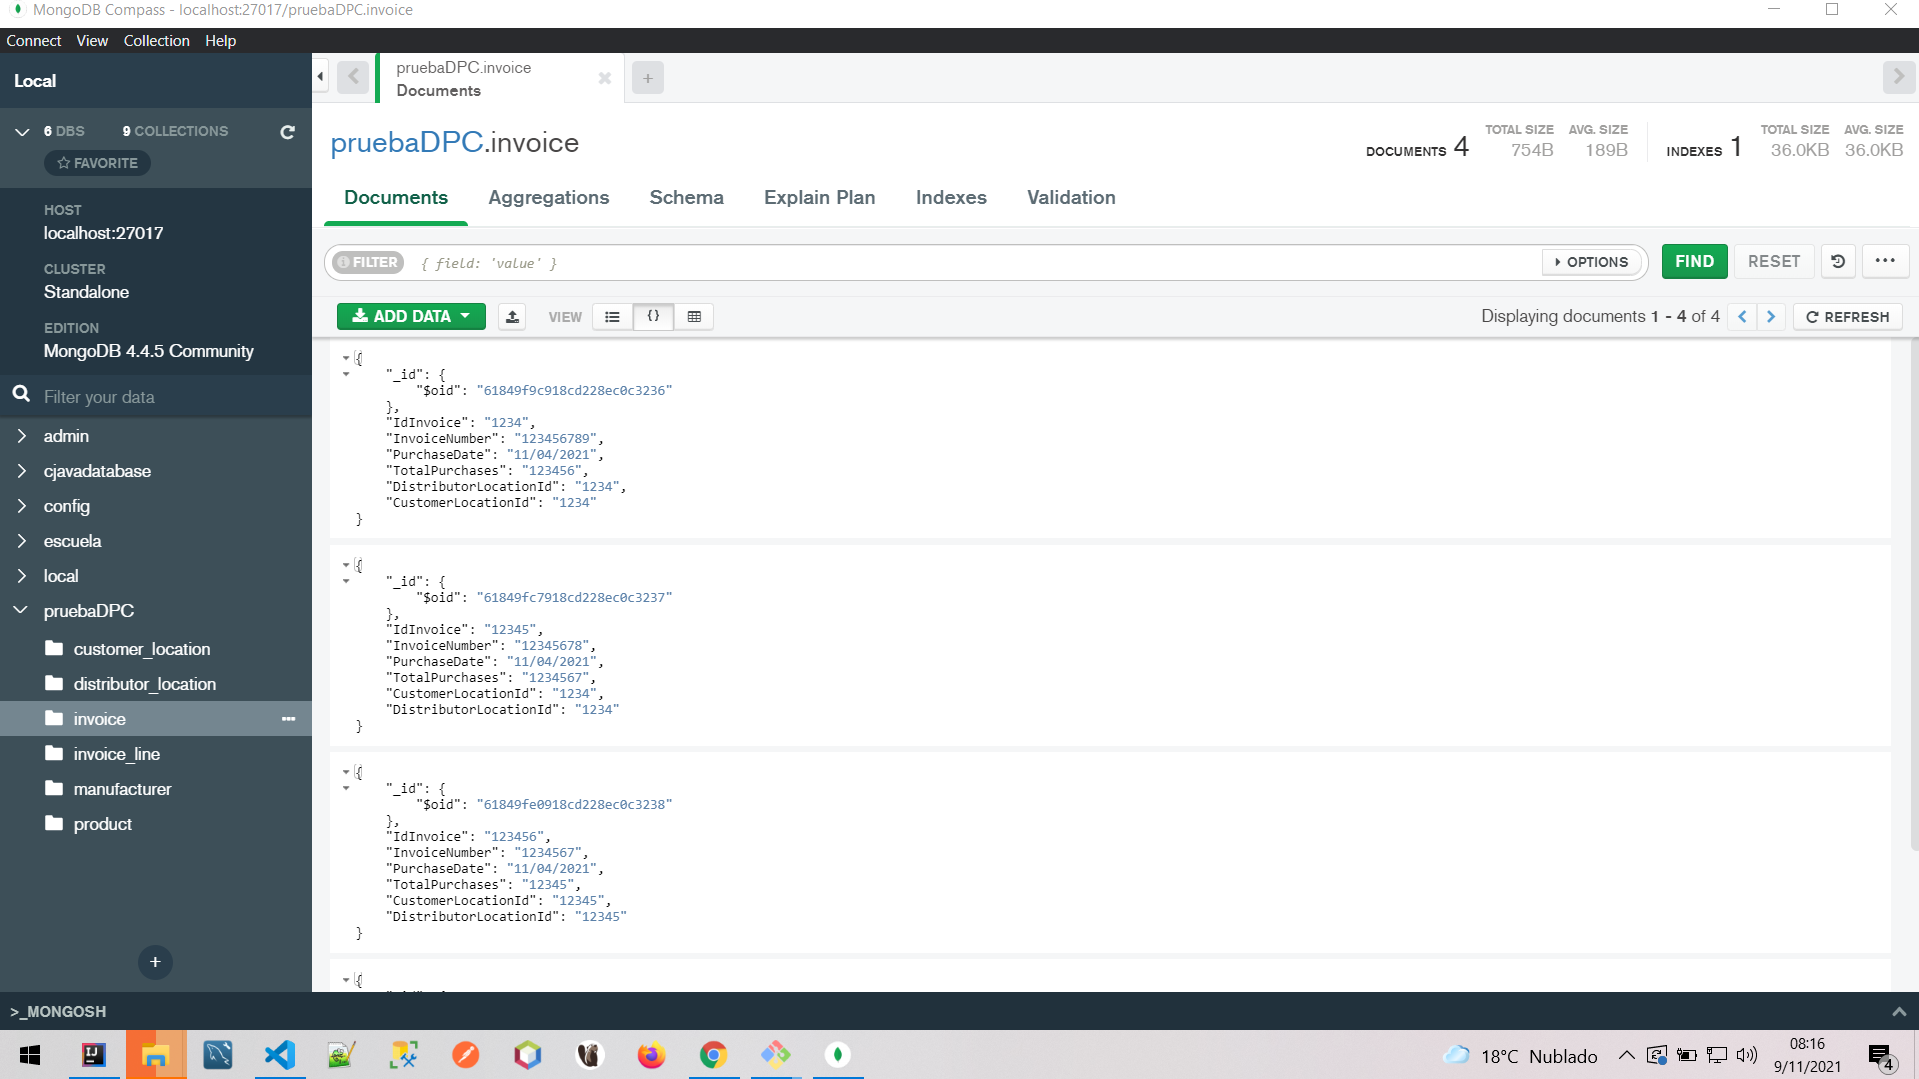 MongoDB Compass - localhost:27017/pruebaDPC.invoice
Connect View Collection Help
Local
6 DBS 9 COLLECTIONS
FAVORITE
HOST
localhost:27017
CLUSTER
Standalone
EDITION
MongoDB 4.4.5 Community
Filter your data
admin
cjavadatabase
config
escuela
local
pruebaDPC
customer_location
distributor_location
invoice
invoice_line
manufacturer
product
+
pruebaDPC.invoice
Documents
+
pruebaDPC.invoice
DOCUMENTS 4
TOTAL SIZE AVG. SIZE
754B 189B
INDEXES 1
TOTAL SIZE AVG. SIZE
36.0KB 36.0KB
Documents Aggregations Schema Explain Plan Indexes Validation
FILTER { field: 'value' } OPTIONS FIND RESET
ADD DATA VIEW {} Displaying documents 1 - 4 of 4 REFRESH
{
"_id": {
"$oid": "61849f9c918cd228ec0c3236"
},
"IdInvoice": "1234",
"InvoiceNumber": "123456789",
"PurchaseDate": "11/04/2021",
"TotalPurchases": "123456",
"DistributorLocationId": "1234",
"CustomerLocationId": "1234"
}
{
"_id": {
"$oid": "61849fc7918cd228ec0c3237"
},
"IdInvoice": "12345",
"InvoiceNumber": "12345678",
"PurchaseDate": "11/04/2021",
"TotalPurchases": "1234567",
"CustomerLocationId": "1234",
"DistributorLocationId": "1234"
}
{
"_id": {
"$oid": "61849fe0918cd228ec0c3238"
},
"IdInvoice": "123456",
"InvoiceNumber": "1234567",
"PurchaseDate": "11/04/2021",
"TotalPurchases": "12345",
"CustomerLocationId": "12345",
"DistributorLocationId": "12345"
}
{
>_MONGOSH
IJ
18°C Nublado
08:16
9/11/2021
4